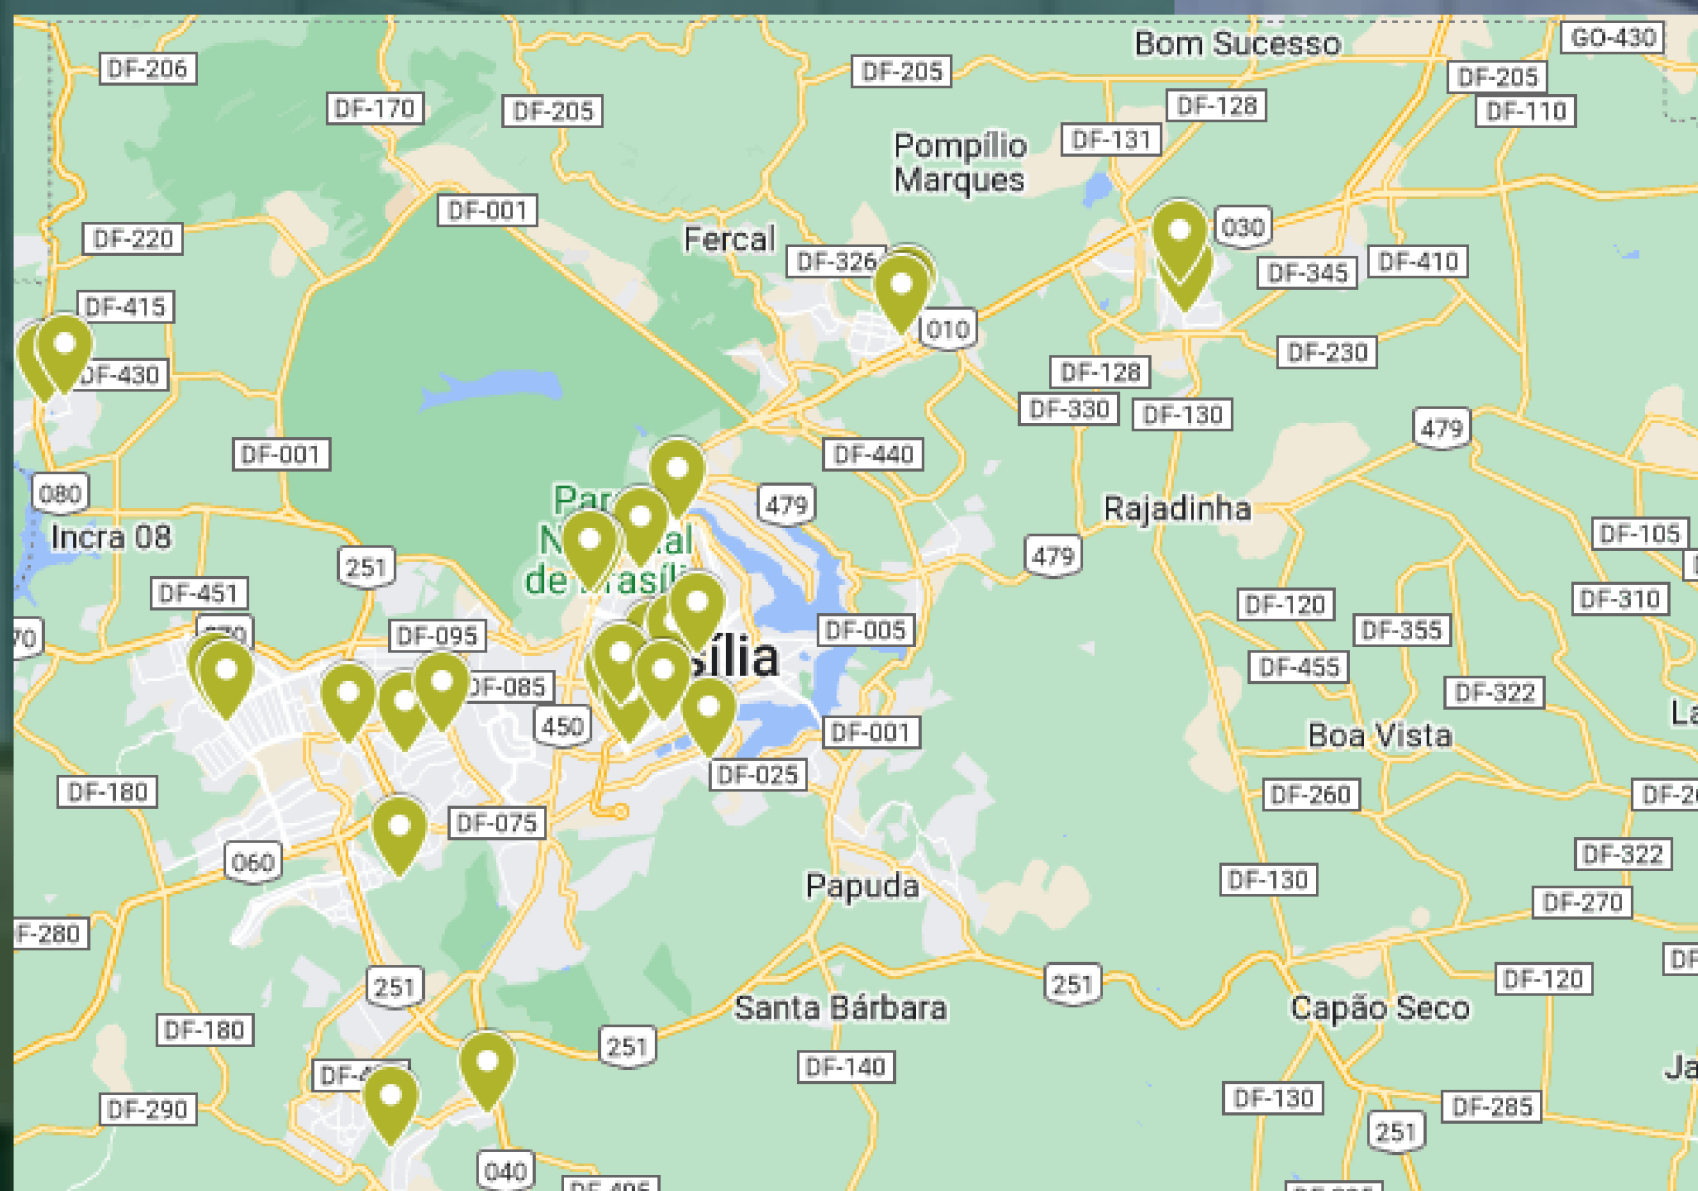 Bom Sucesso
GO-430
DF-206
DF-205
DF-205
DF-170
DF-205
DF-128
DF-110
DF-131
Pompílio
Marques
DF-001
030
DF-220
Fercal
DF-326
DF-345
DF-410
DF-415
010
DF-230
DF-430
DF-128
DF-330
DF-130
479
DF-001
DF-440
080
479
Rajadinha
Incra 08
DF-105
479
251
de
DF-451
DF-120
DF-310
DF-095
DF-005
DF-355
sília
DF-455
DF-085
DF-322
450
DF-001
Boa Vista
DF-025
DF-180
DF-260
DF-075
060
DF-322
Papuda
DF-130
DF-270
F-280
251
251
DF-120
Santa Bárbara
Capão Seco
DF-180
251
DF-140
DF-290
DF-130
DF-285
251
040